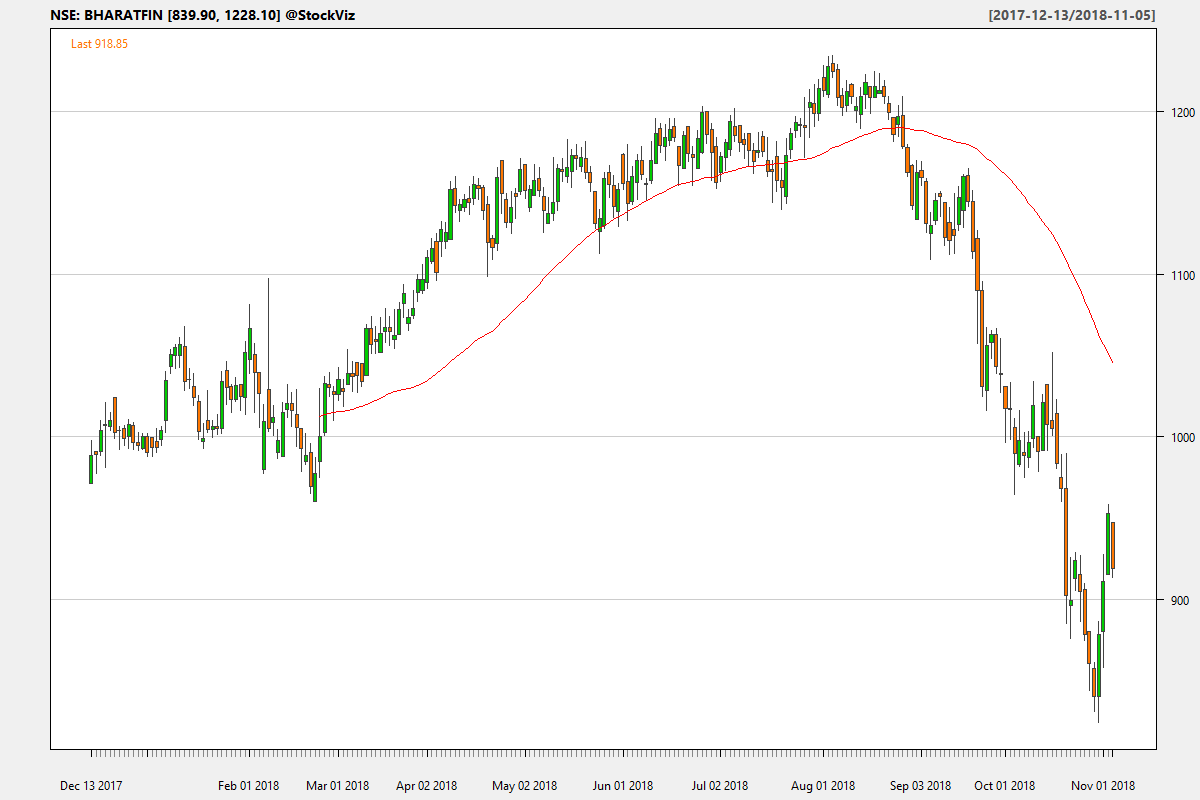 NSE: BHARATFIN [839.90, 1228.10] @StockViz [2017-12-13/2018-11-05]
Last 918.85
1200
1100
1000
900
Dec 13 2017 Feb 01 2018 Mar 01 2018 Apr 02 2018 May 02 2018 Jun 01 2018 Jul 02 2018 Aug 01 2018 Sep 03 2018 Oct 01 2018 Nov 01 2018